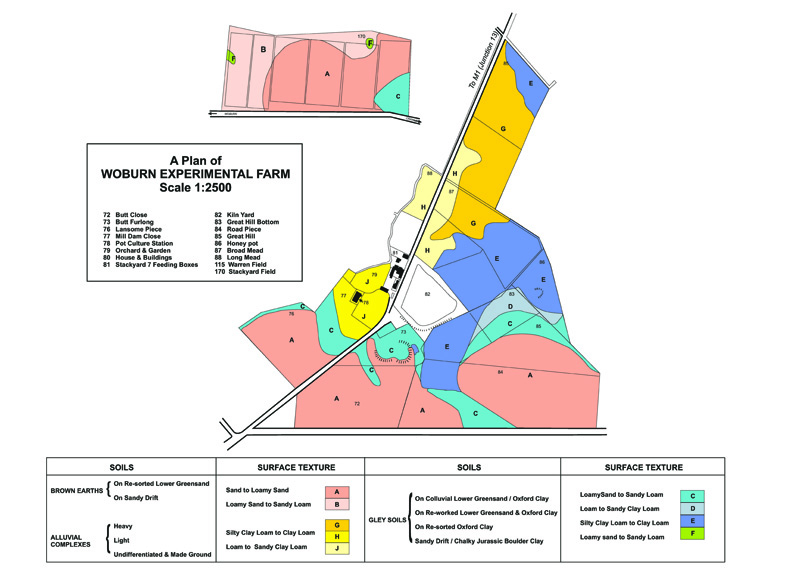 170
F
B
F
A
C
WOBURN
To M1 (Junction 13)
E
G
A Plan of
WOBURN EXPERIMENTAL FARM
Scale 1:2500
72 Butt Close
73 Butt Furlong
76 Lansome Piece
77 Mill Dam Close
78 Pot Culture Station
79 Orchard & Garden
80 House & Buildings
81 Stackyard 7 Feeding Boxes
82 Kiln Yard
83 Great Hill Bottom
84 Road Piece
85 Great Hill
86 Honey pot
87 Broad Mead
88 Long Mead
115 Warren Field
170 Stackyard Field
88
H
87
H
G
H
E
E
81
79
J
77
78
J
82
83
D
C
85
C
76
C
A
73
C
E
C
84
A
A
72
A
C
SOILS
SURFACE TEXTURE
SOILS
SURFACE TEXTURE
BROWN EARTHS
On Re-sorted Lower Greensand
On Sandy Drift
Sand to Loamy Sand
A
Loamy Sand to Sandy Loam
B
ALLUVIAL
COMPLEXES
Heavy
Light
Undifferentiated & Made Ground
Silty Clay Loam to Clay Loam
G
H
Loam to Sandy Clay Loam
J
GLEY SOILS
On Colluvial Lower Greensand / Oxford Clay
On Re-worked Lower Greensand & Oxford Clay
On Re-sorted Oxford Clay
Sandy Drift / Chalky Jurassic Boulder Clay
LoamySand to Sandy Loam
C
Loam to Sandy Clay Loam
D
Silty Clay Loam to Clay Loam
E
Loamy sand to Sandy Loam
F